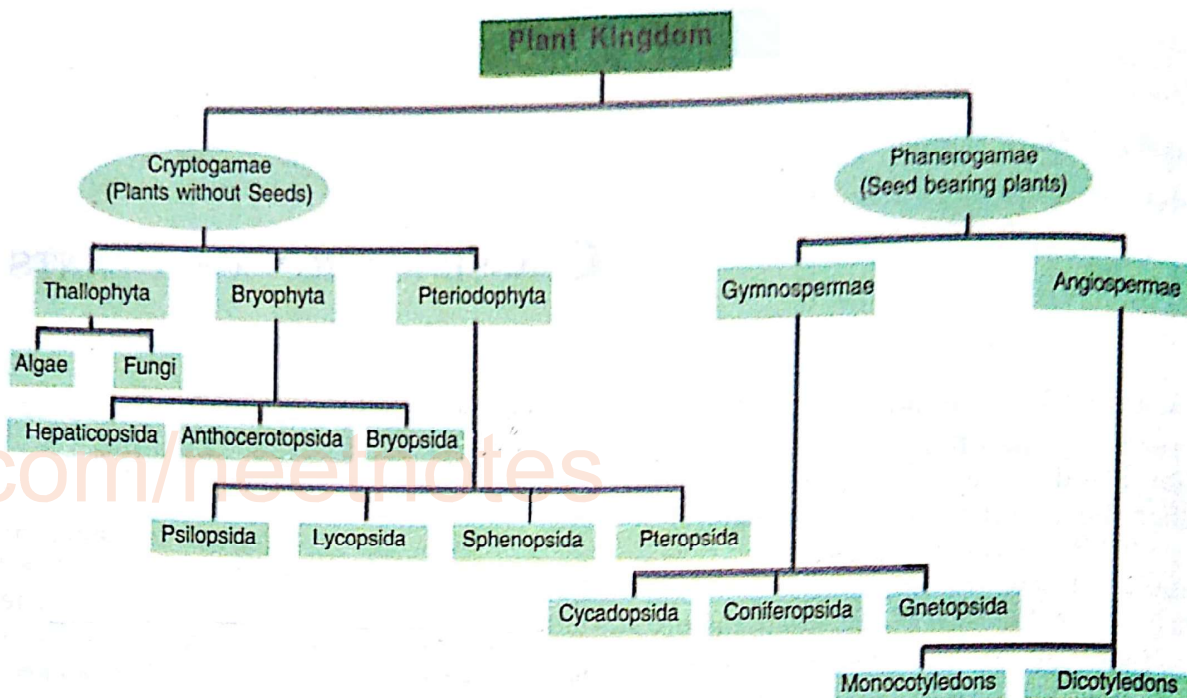 Plant Kingdom
Cryptogamae
(Plants without Seeds)
Phanerogamae
(Seed bearing plants)
Thallophyta
Bryophyta
Pteriodophyta
Gymnospermae
Angiospermae
Algae
Fungi
Hepaticopsida
Anthocerotopsida
Bryopsida
com/neetnotes
Psilopsida
Lycopsida
Sphenopsida
Pteropsida
Cycadopsida
Coniferopsida
Gnetopsida
Monocotyledons
Dicotyledons